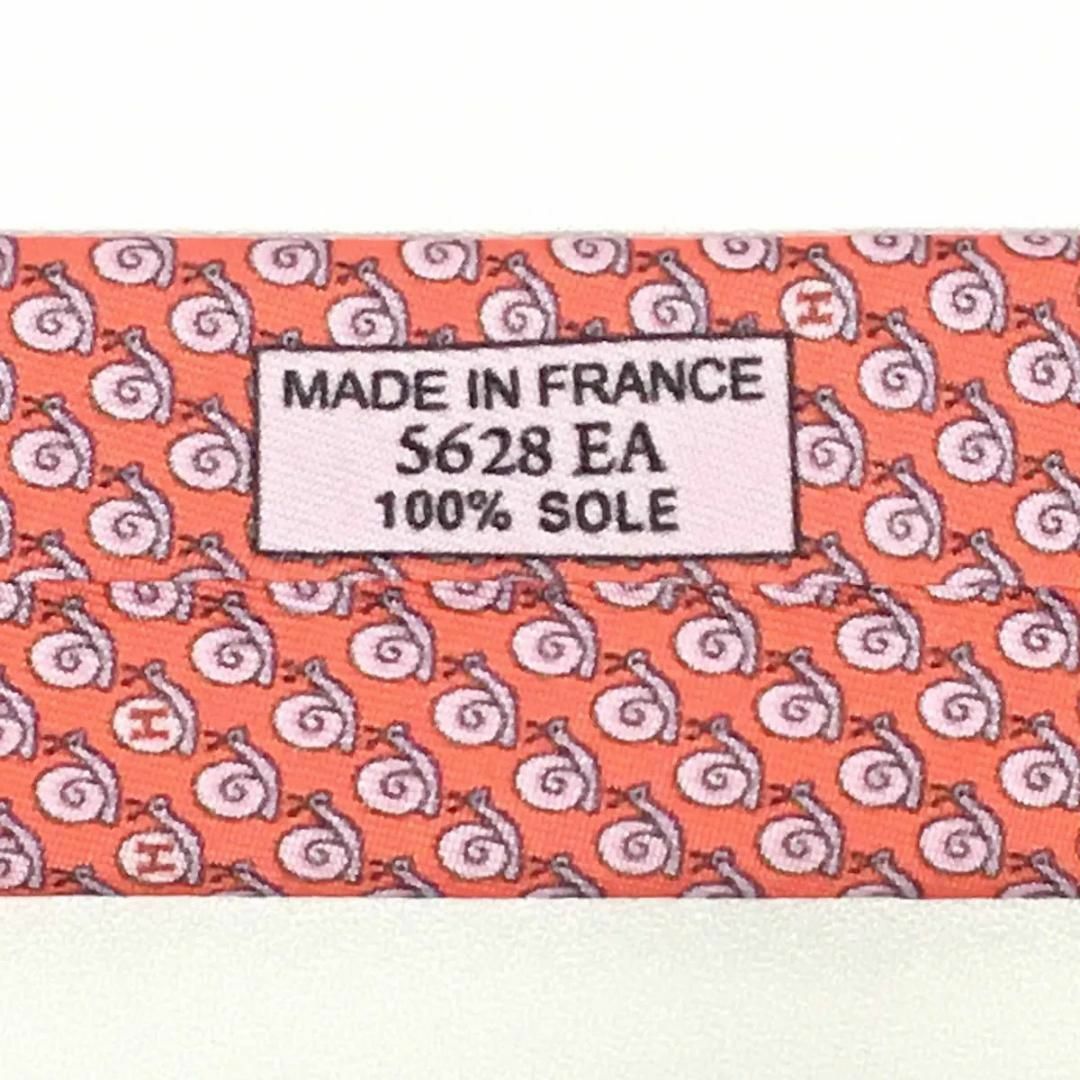 MADE IN FRANCE
5628 EA
100% SOLE
H
H
H